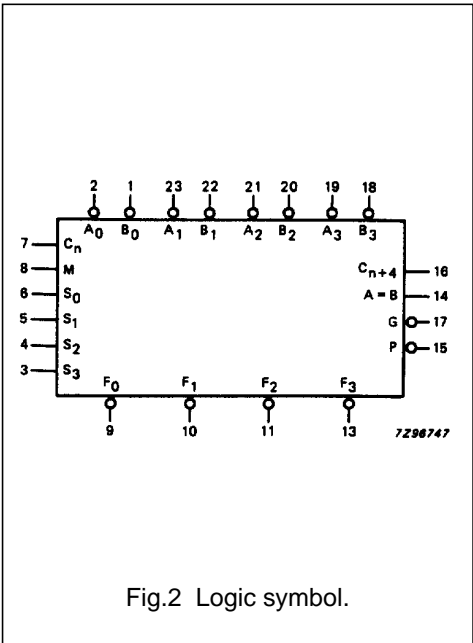 2 1 23 22 21 20 19 18
A0 B0 A1 B1 A2 B2 A3 B3
7 Cn
8 M Cn+4 16
6 S0 A = B 14
5 S1 G 17
4 S2 P 15
3 S3
F0 F1 F2 F3
9 10 11 13 7Z96747
Fig.2 Logic symbol.